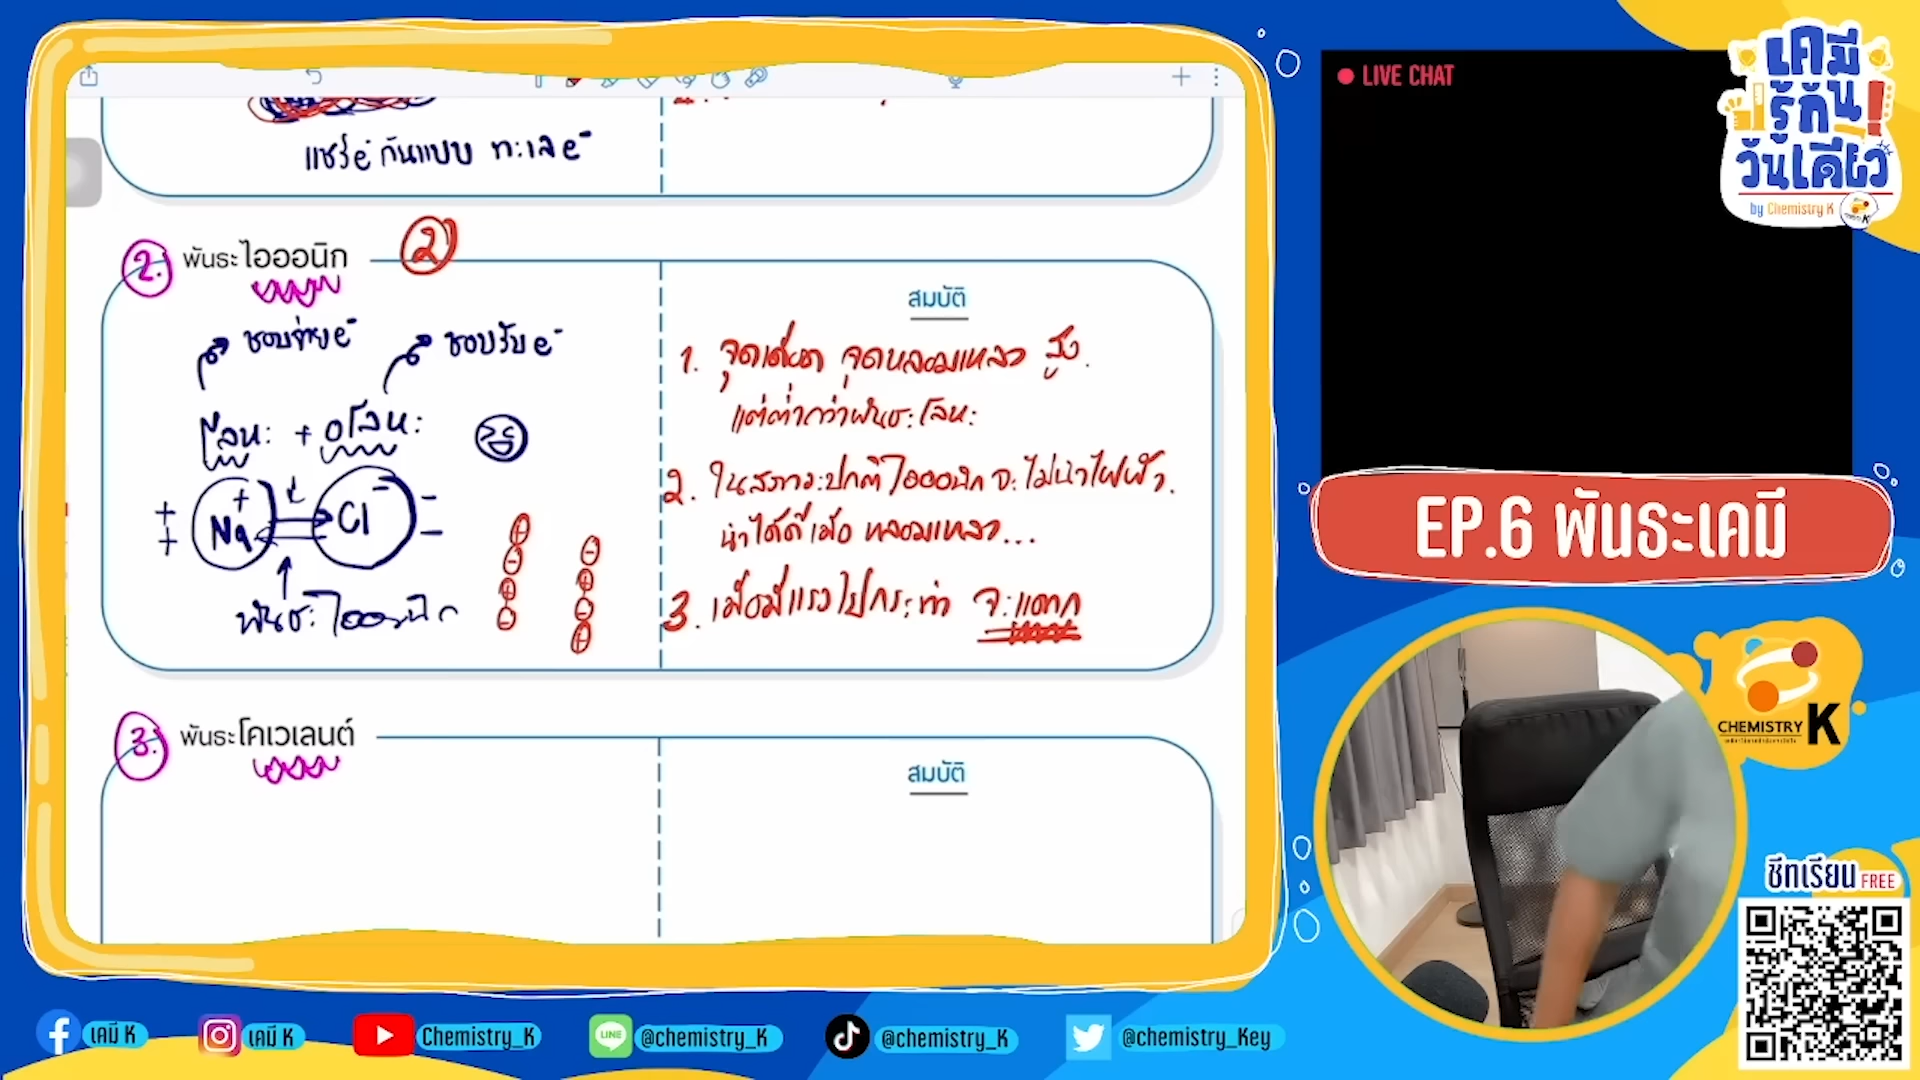 แชร์e⁻ กันแบบ ทะเลe⁻
2. พันธะไอออนิก
2
ชอบจ่ายe⁻
ชอบรับe⁻
โลหะ + อโลหะ
+
+
Na+
Cl-
-
-
พันธะไอออนิก
สมบัติ
1. จุดเดือด จุดหลอมเหลว สูง.
แต่ต่ำกว่าพันธะโลหะ
2. ในสภาวะปกติไอออนิกจะไม่นำไฟฟ้า.
นำได้ดีเมื่อ หลอมเหลว...
3. เมื่อมีแรงไปกระทำ จะแตก
3. พันธะโคเวเลนต์
สมบัติ
LIVE CHAT
เคมี
รู้กัน!
วันเดียว
by Chemistry K
EP.6 พันธะเคมี
CHEMISTRY K
ชีทเรียน FREE
เคมี K
เคมี K
Chemistry_K
LINE
@chemistry_K
@chemistry_K
@chemistry_Key